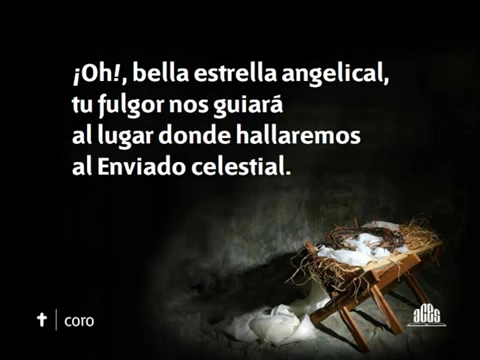 ¡Oh!, bella estrella angelical,
tu fulgor nos guiará
al lugar donde hallaremos
al Enviado celestial.
coro
aces